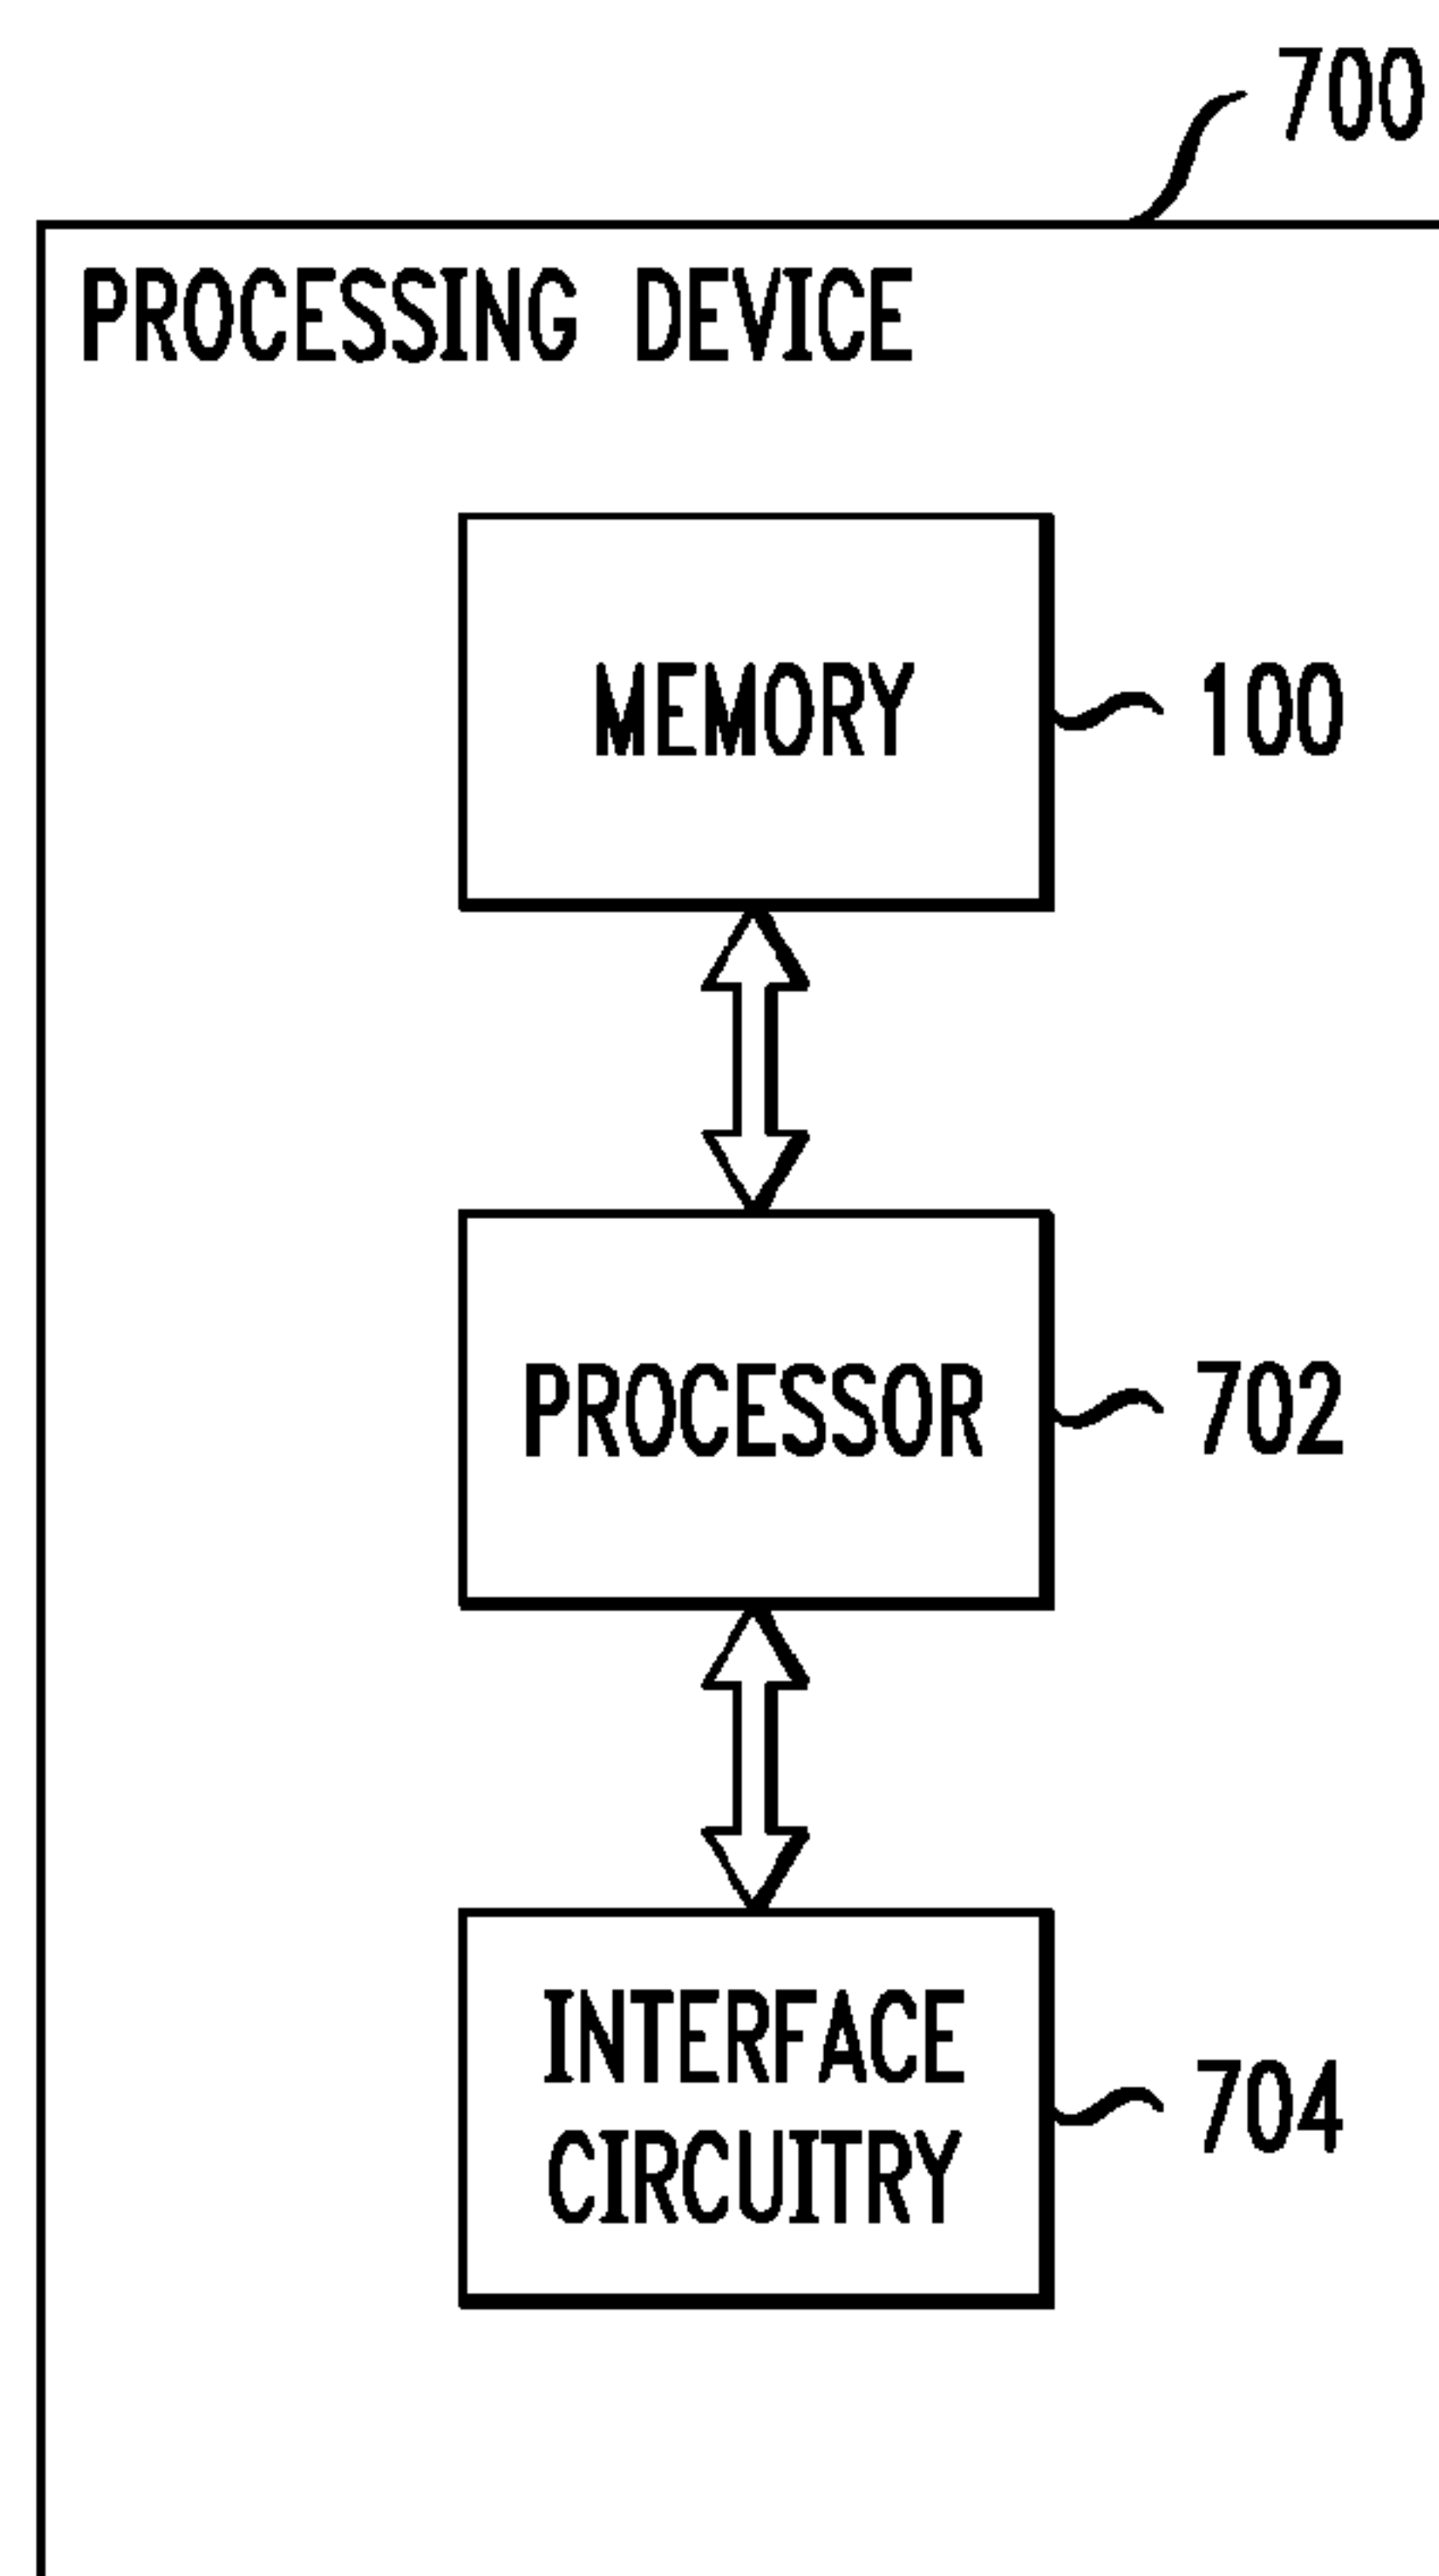 700
PROCESSING DEVICE
MEMORY
100
PROCESSOR
702
INTERFACE
CIRCUITRY
704